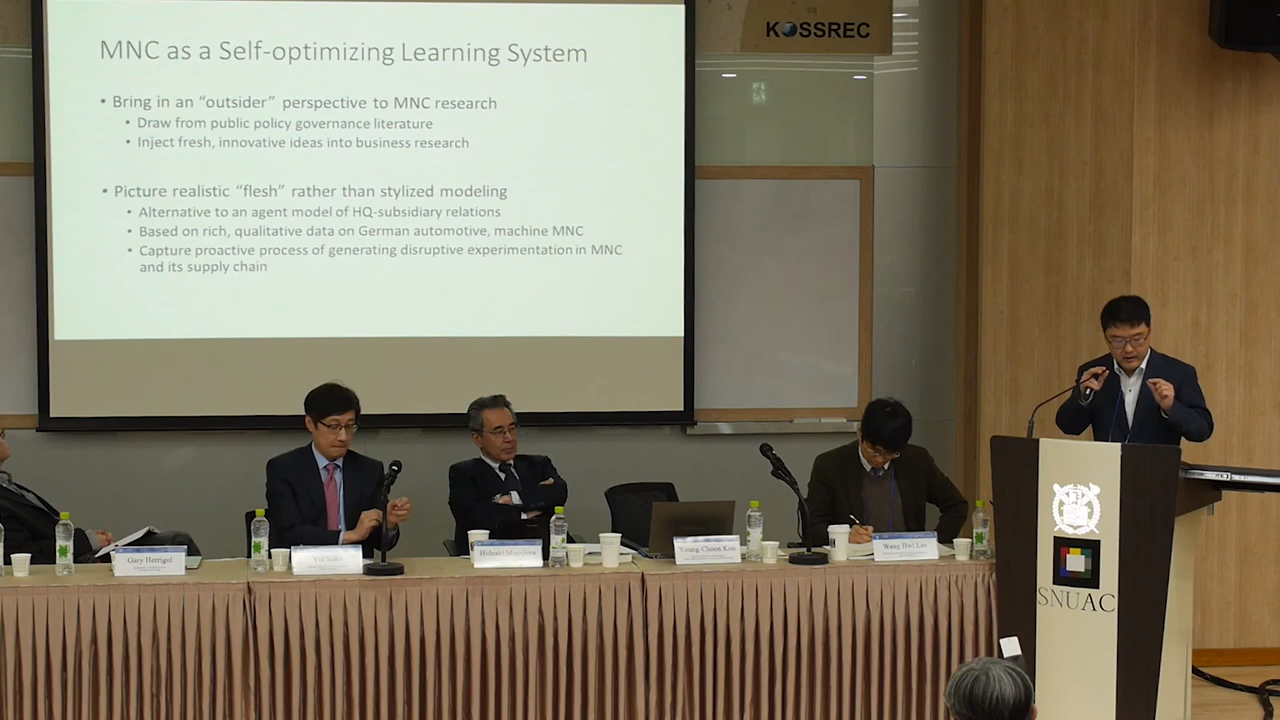 KOSSREC
MNC as a Self-optimizing Learning System
• Bring in an “outsider” perspective to MNC research
• Draw from public policy governance literature
• Inject fresh, innovative ideas into business research
• Picture realistic “flesh” rather than stylized modeling
• Alternative to an agent model of HQ-subsidiary relations
• Based on rich, qualitative data on German automotive, machine MNC
• Capture proactive process of generating disruptive experimentation in MNC
and its supply chain
Gary Herrigel
Hideaki Miyajima
Young-Choon Kim
Wang Hwi Lee
SNUAC